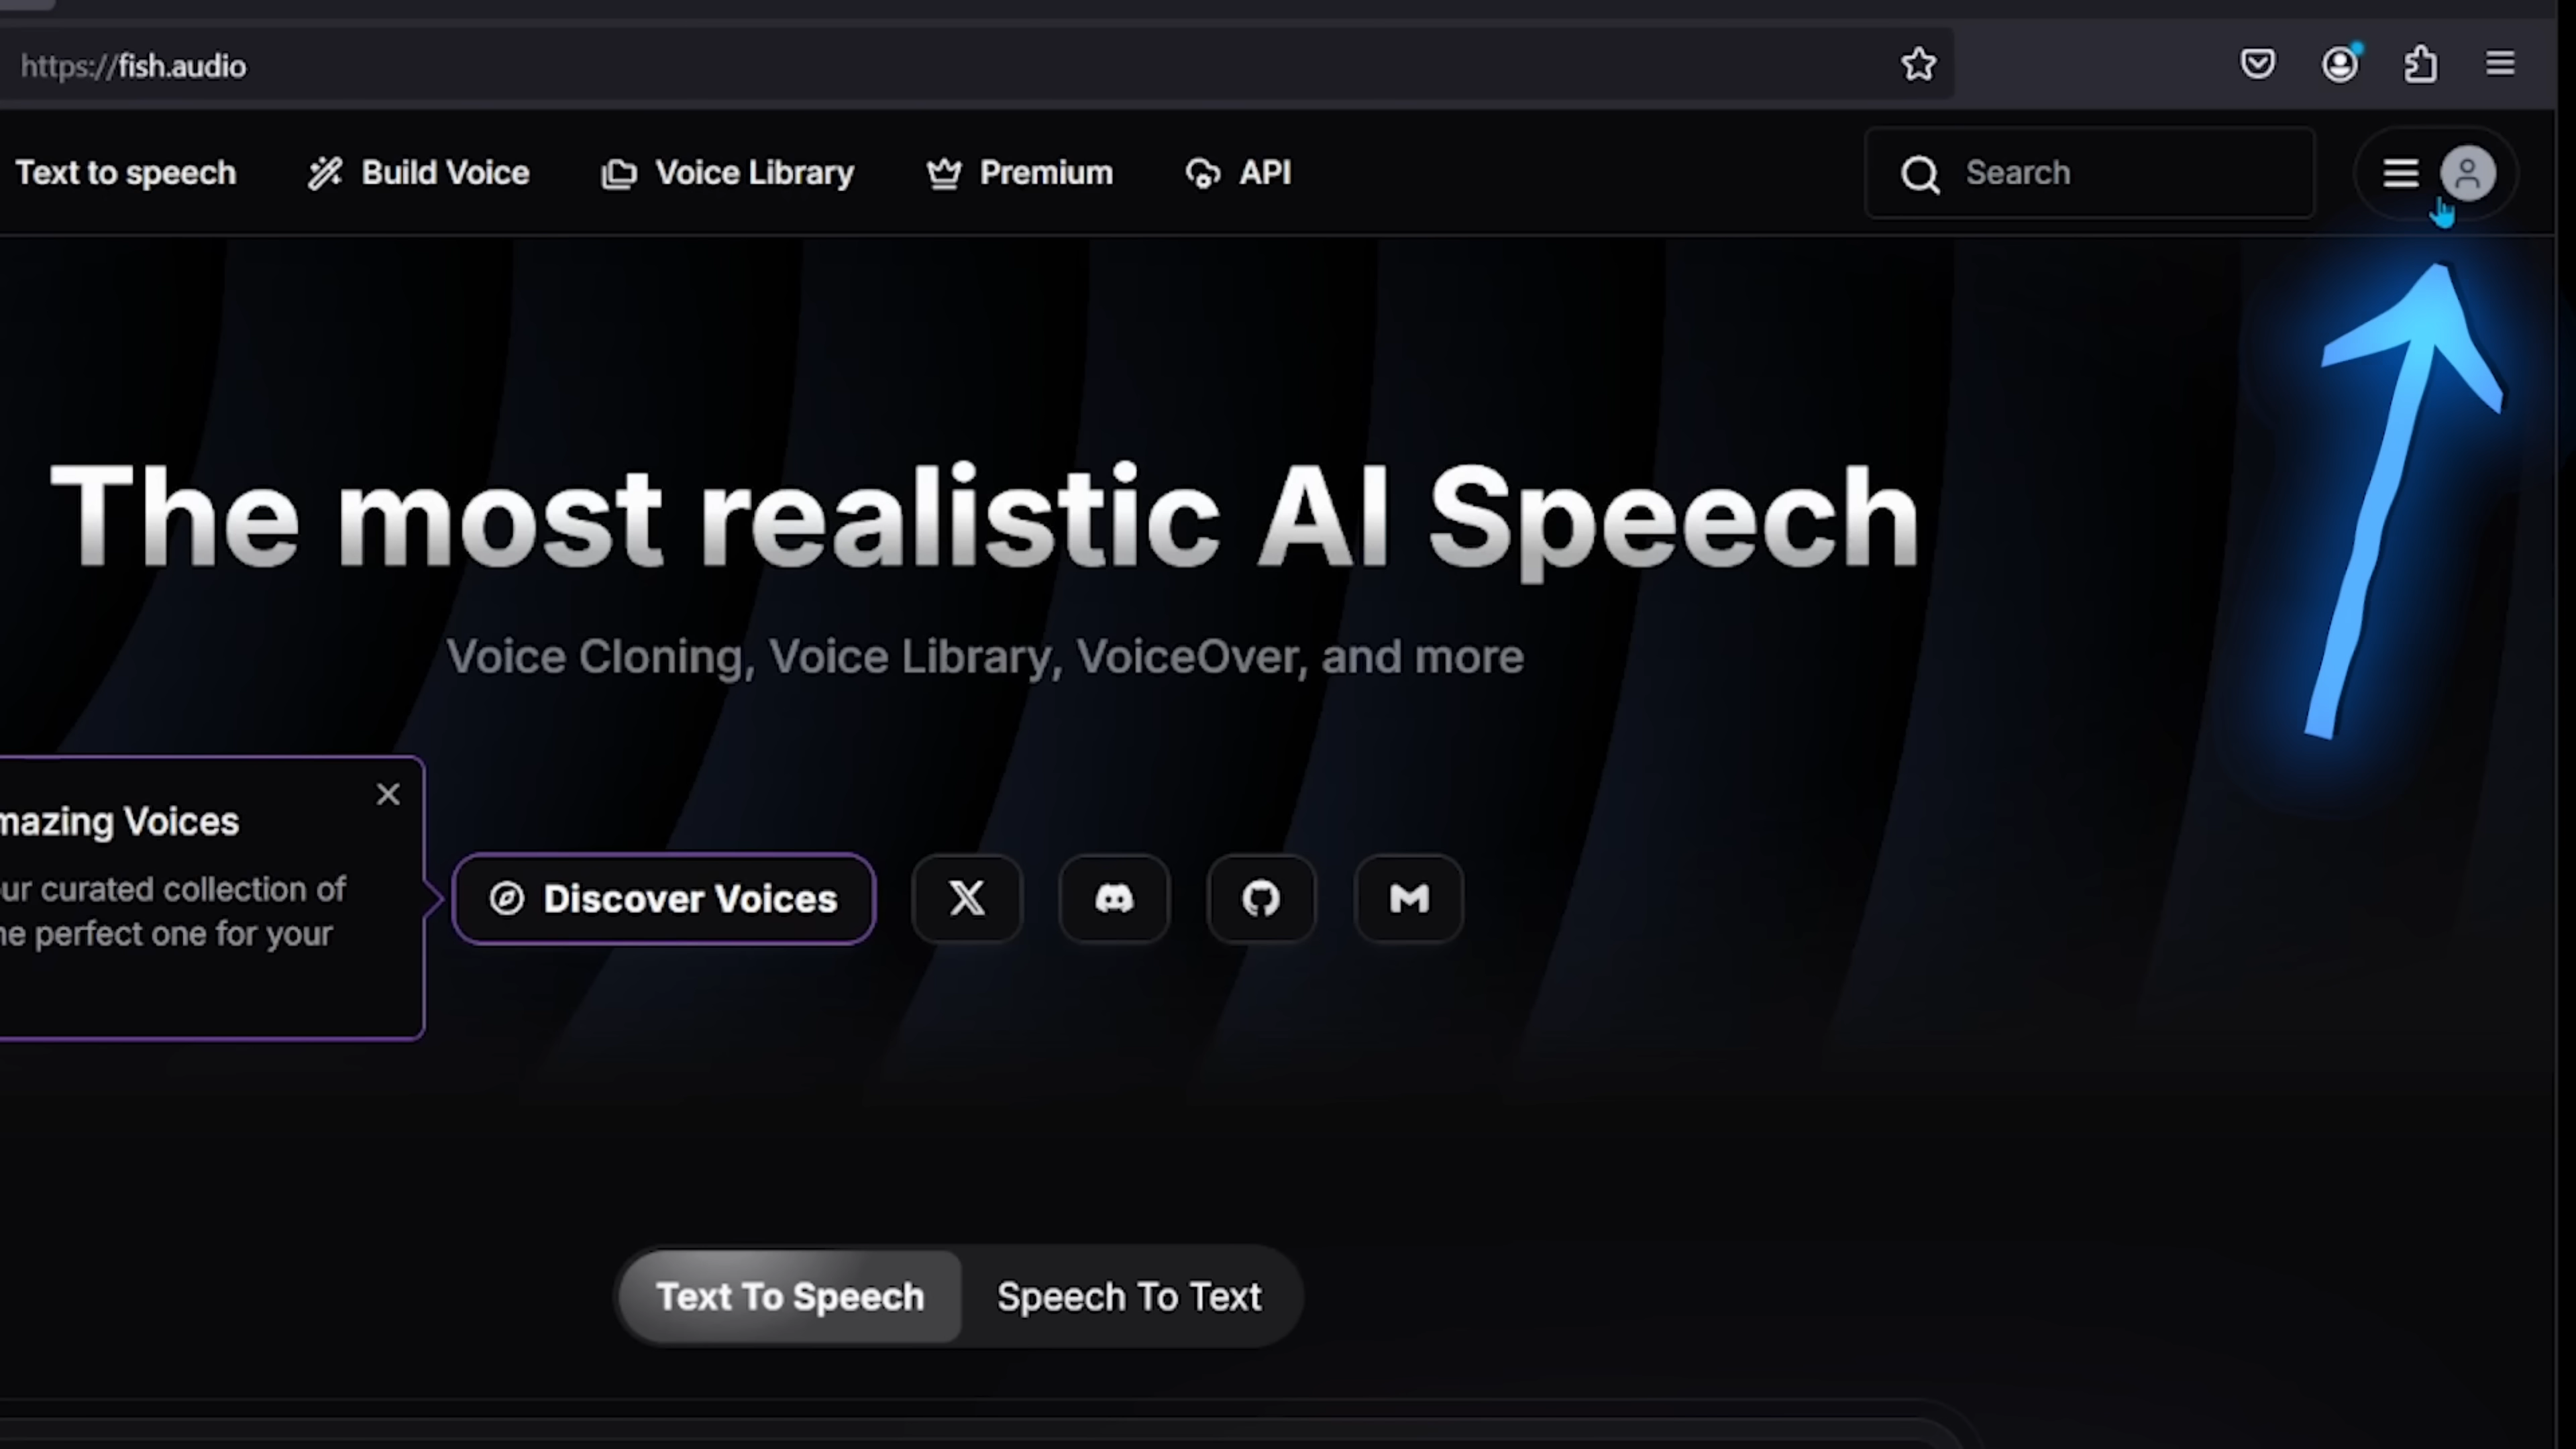 https://fish.audio
Text to speech
Build Voice
Voice Library
Premium
API
Search
The most realistic AI Speech
Voice Cloning, Voice Library, VoiceOver, and more
mazing Voices
ur curated collection of
ne perfect one for your
Discover Voices
Text To Speech
Speech To Text